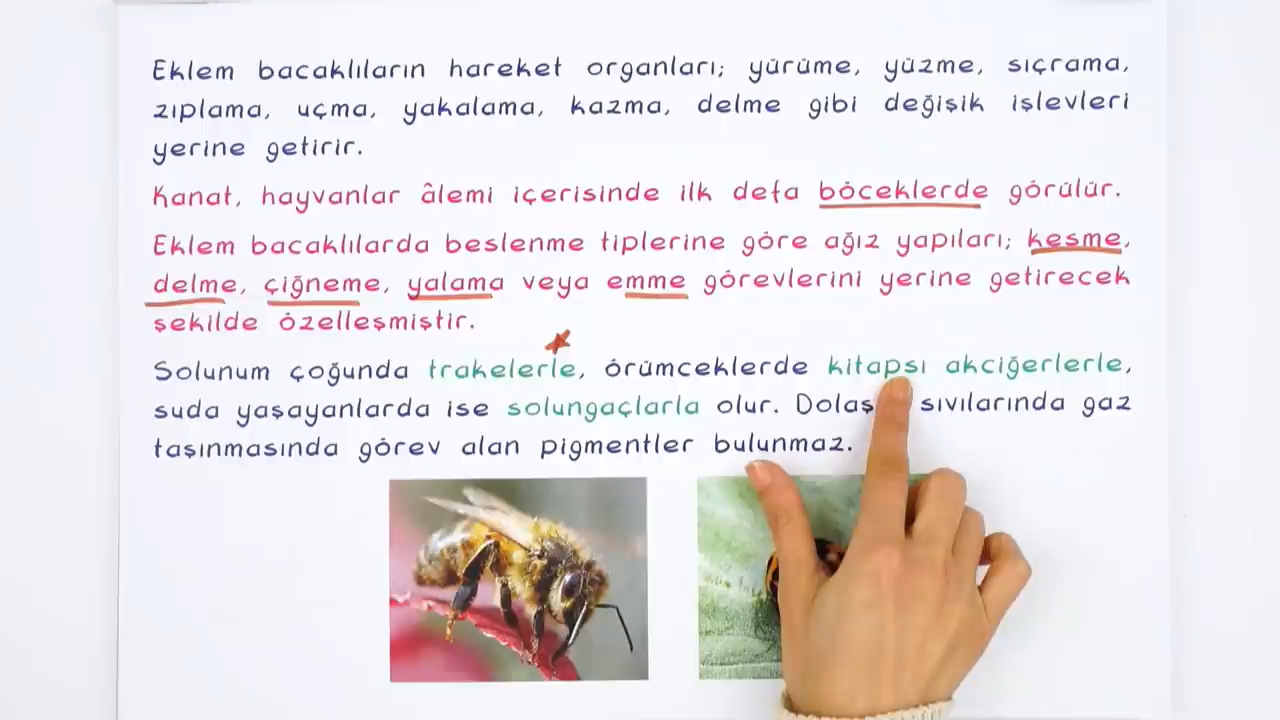 Eklem bacaklıların hareket organları; yürüme, yüzme, sıçrama,
zıplama, uçma, yakalama, kazma, delme gibi değişik işlevleri
yerine getirir.
Kanat, hayvanlar âlemi içerisinde ilk defa böceklerde görülür.
Eklem bacaklılarda beslenme tiplerine göre ağız yapıları; kesme,
delme, çiğneme, yalama veya emme görevlerini yerine getirecek
şekilde özelleşmiştir.
Solunum çoğunda trakelerle, örümceklerde kitapsı akciğerlerle,
suda yaşayanlarda ise solungaçlarla olur. sıvılarında gaz
taşınmasında görev alan pigmentler bulunmaz.